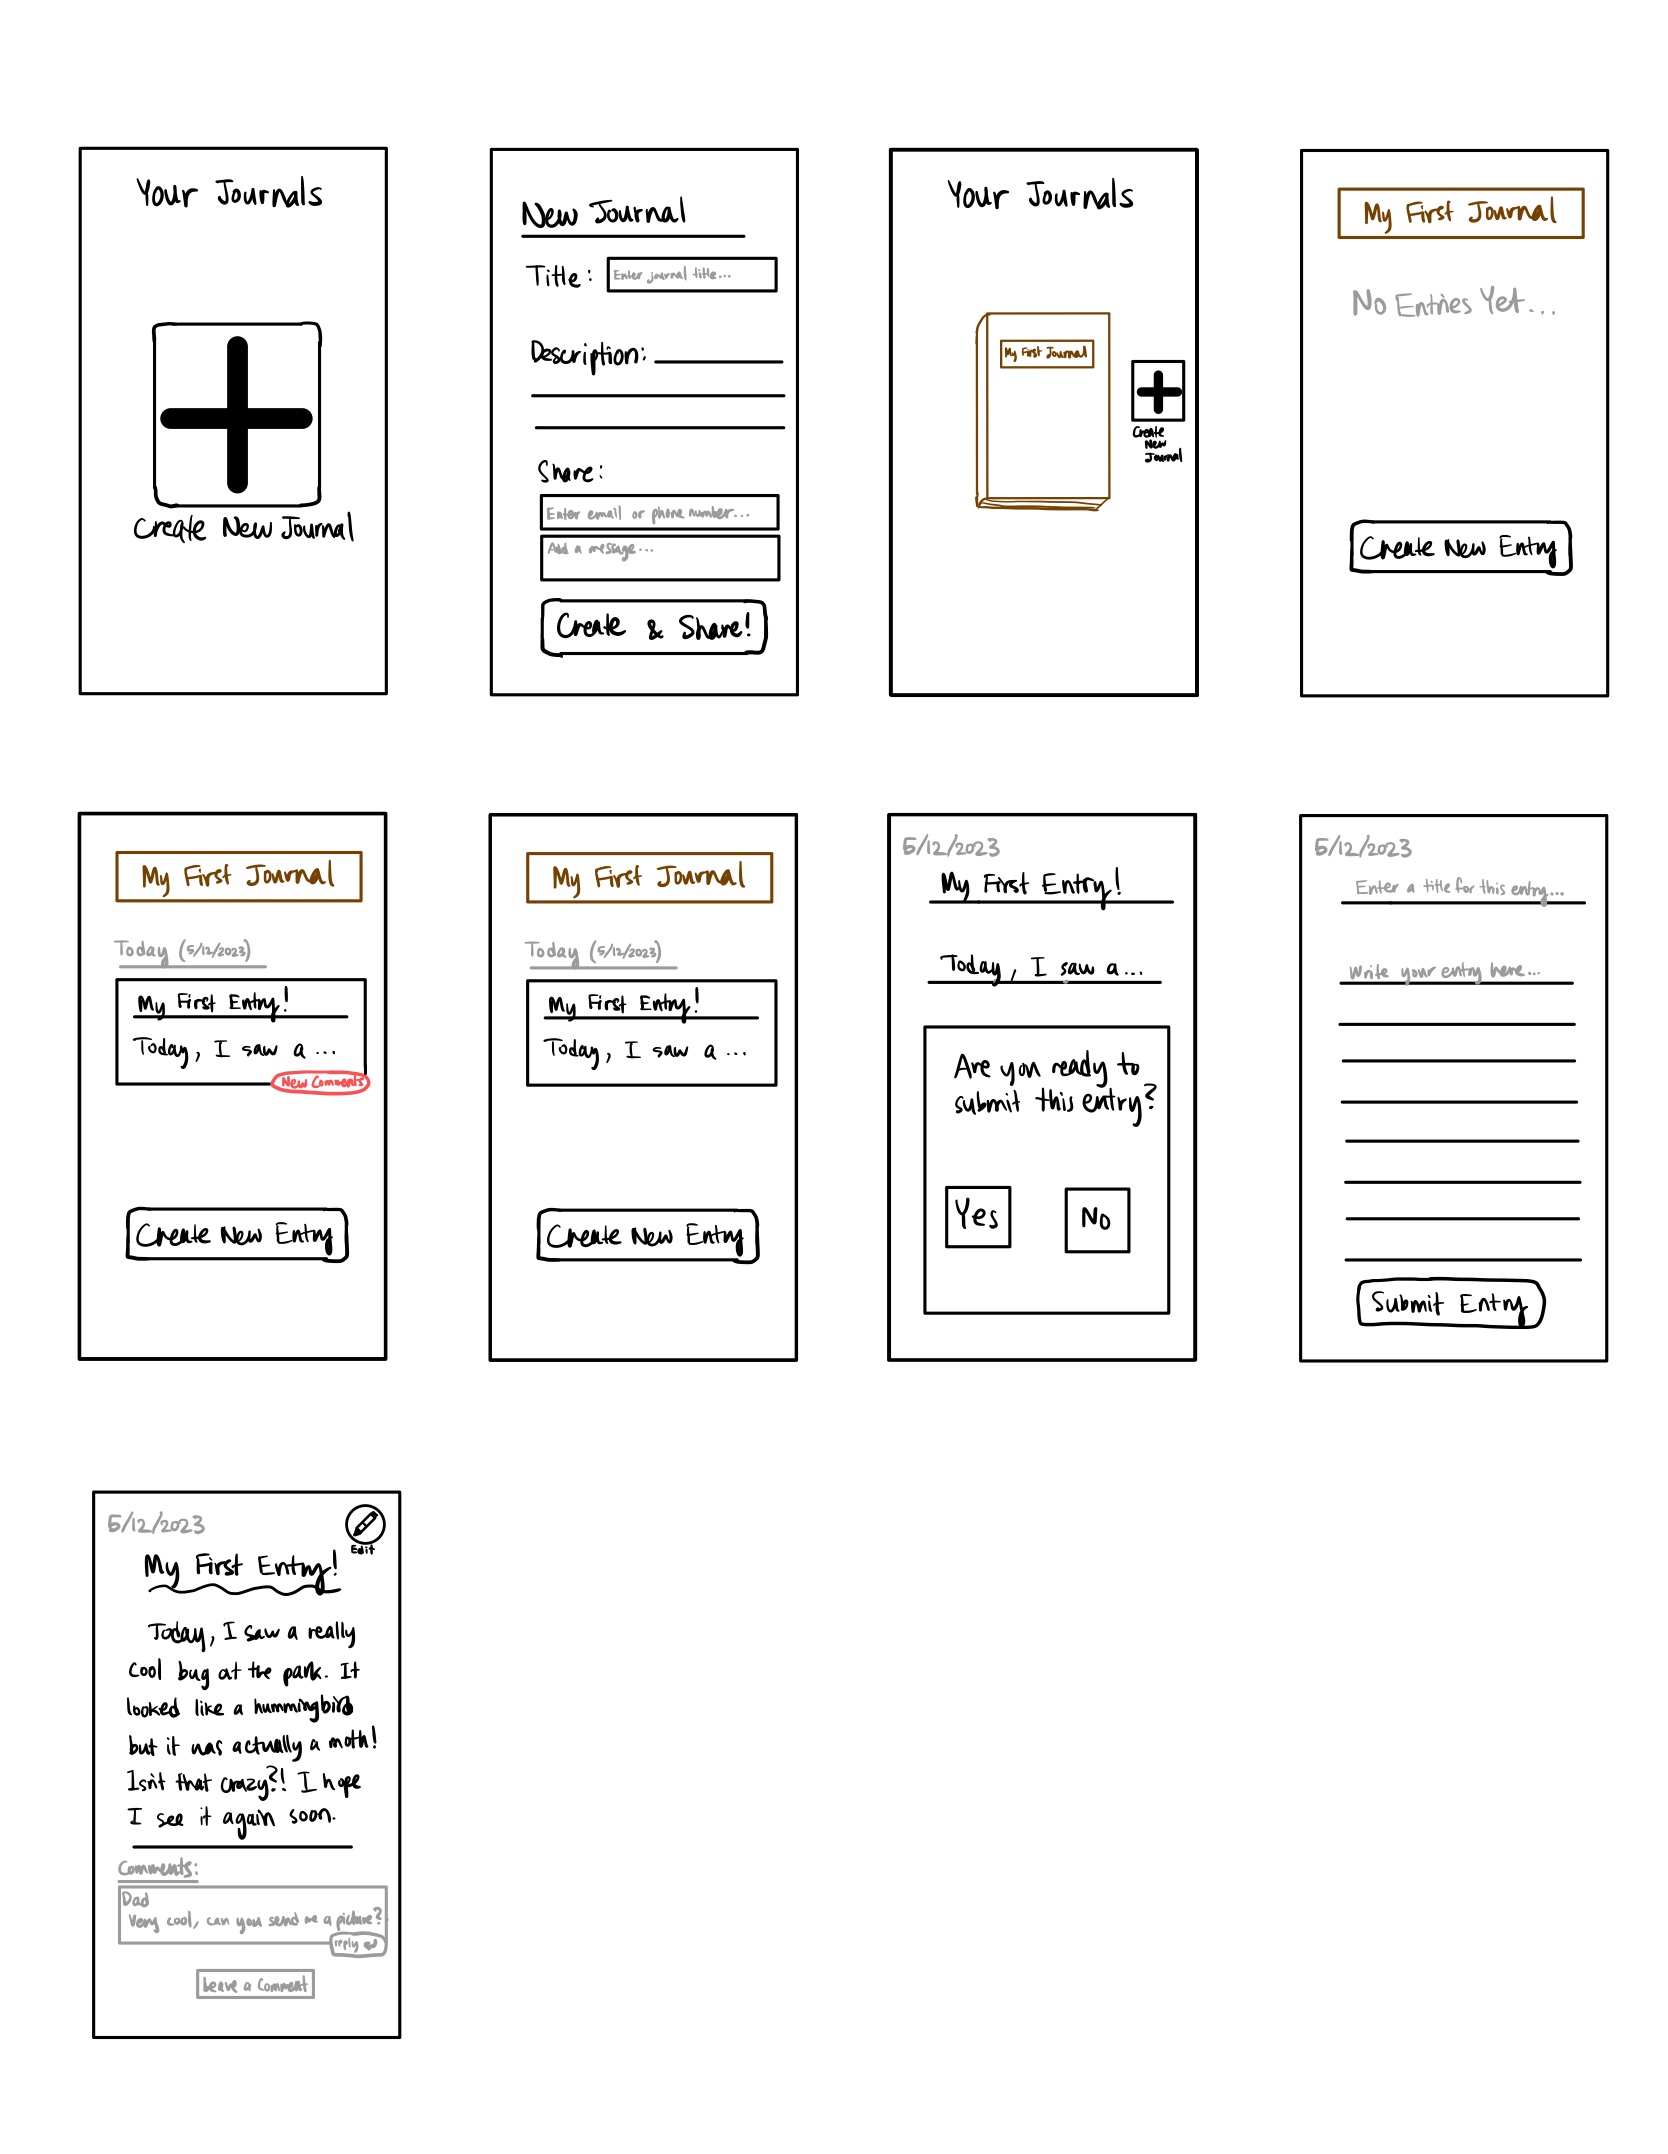 Your Journals
Create New Journal
New Journal
Title: Enter journal title...
Description:
Share:
Enter email or phone number...
Add a message...
Create & Share!
Your Journals
My First Journal
Create
New
Journal
My First Journal
No Entries Yet...
Create New Entry
My First Journal
Today (5/12/2023)
My First Entry!
Today, I saw a ...
New Comments
Create New Entry
My First Journal
Today (5/12/2023)
My First Entry!
Today, I saw a ...
Create New Entry
5/12/2023
My First Entry!
Today, I saw a ...
Are you ready to
submit this entry?
Yes
No
5/12/2023
Enter a title for this entry...
Write your entry here...
Submit Entry
5/12/2023
Edit
My First Entry!
Today, I saw a really
cool bug at the park. It
looked like a hummingbird
but it was actually a moth!
Isn't that crazy?! I hope
I see it again soon.
Comments:
Dad
Very cool, can you send me a picture?
reply
Leave a Comment